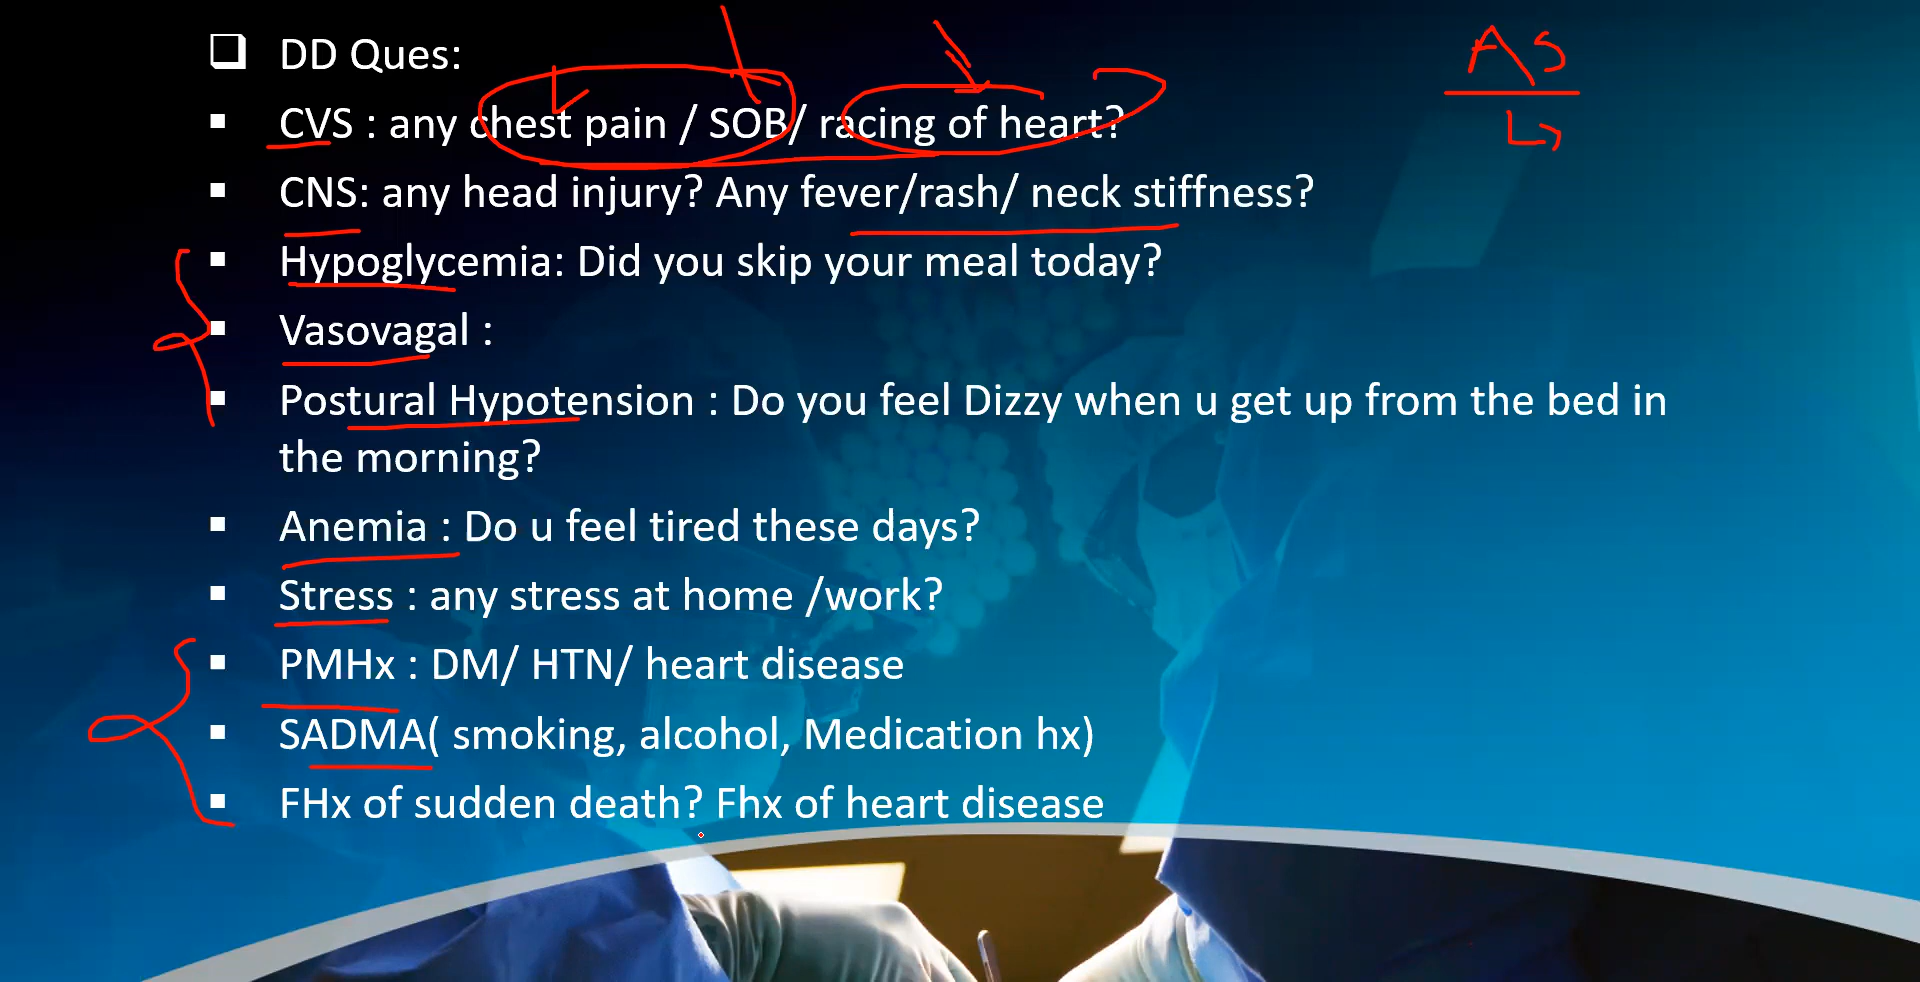 DD Ques:
CVS : any chest pain / SOB/ racing of heart?
CNS: any head injury? Any fever/rash/ neck stiffness?
Hypoglycemia: Did you skip your meal today?
Vasovagal :
Postural Hypotension : Do you feel Dizzy when u get up from the bed in
the morning?
Anemia : Do u feel tired these days?
Stress : any stress at home /work?
PMHx : DM/ HTN/ heart disease
SADMA( smoking, alcohol, Medication hx)
FHx of sudden death? Fhx of heart disease
AS